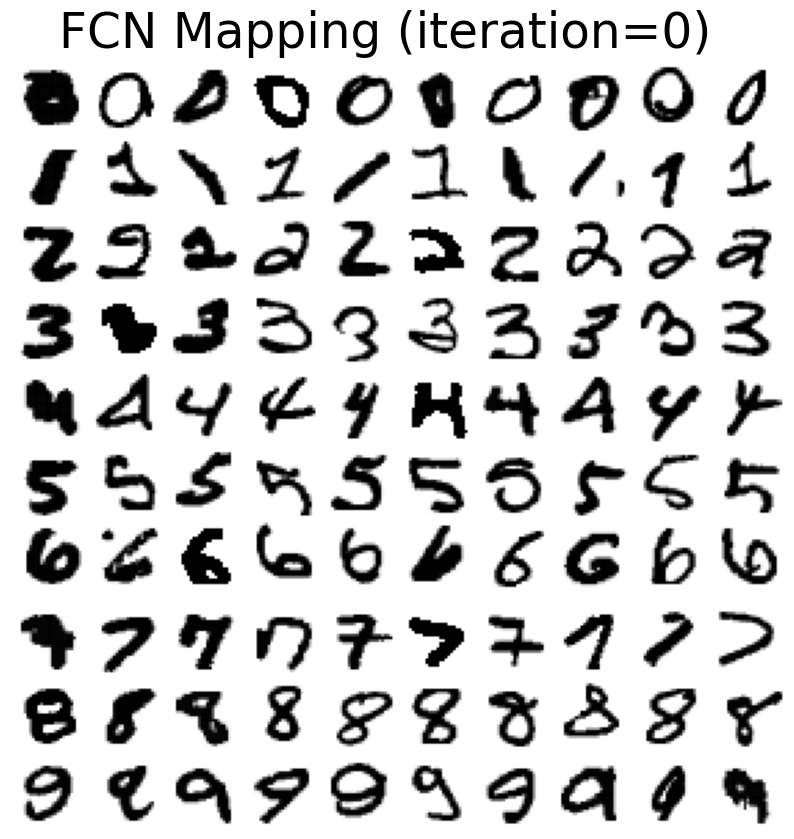 FCN Mapping (iteration=0)
0 0 0 0 0 0 0 0 0 0
1 1 1 1 1 1 1 1 1 1
2 2 2 2 2 2 2 2 2 2
3 3 3 3 3 3 3 3 3
4 4 4 4 4 4 4 4 4 4
5 5 5 5 5 5 5 5 5 5
6 6 6 6 6 6 6 6 6 6
7 7 7 7 7 7 7 7 7 7
8 8 8 8 8 8 8 8 8 8
9 9 9 9 9 9 9 9 9 9